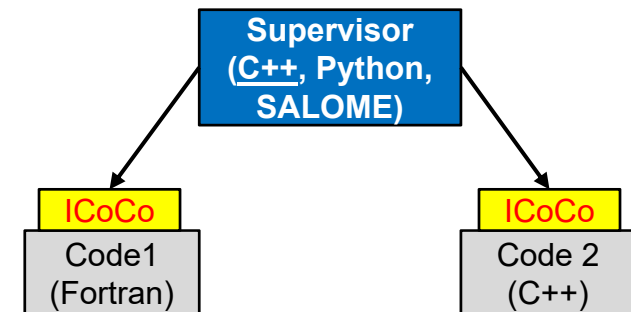 Supervisor
(C++, Python,
SALOME)
ICoCo
ICoCo
Code1
(Fortran)
Code 2
(C++)